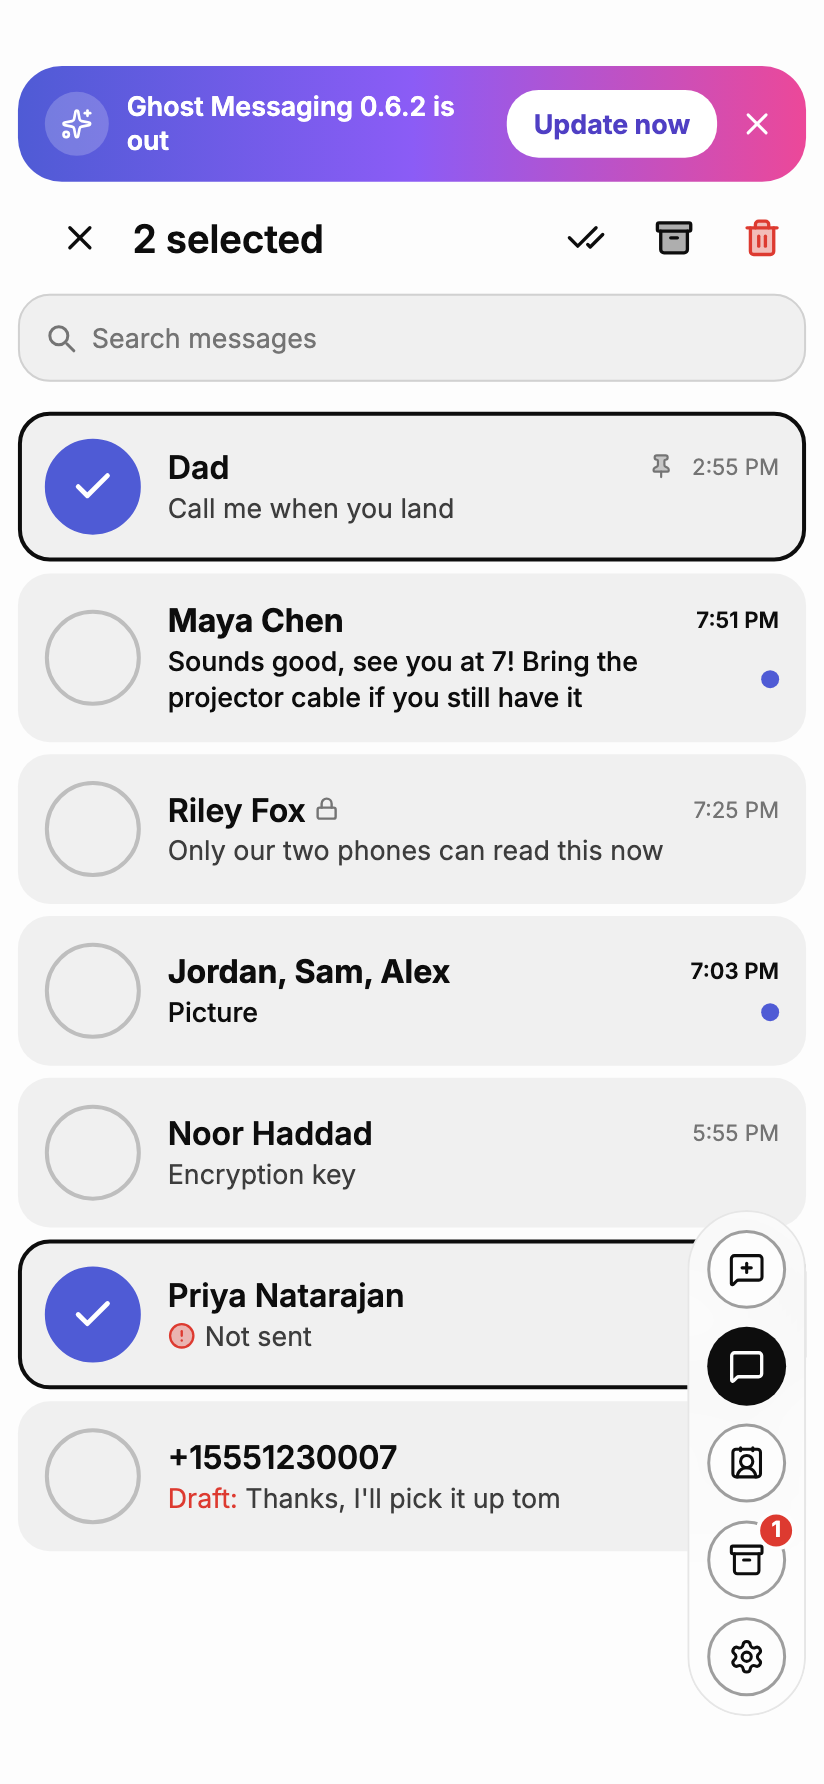 Ghost Messaging 0.6.2 is
out
Update now
2 selected
Search messages
Dad
2:55 PM
Call me when you land
Maya Chen
7:51 PM
Sounds good, see you at 7! Bring the
projector cable if you still have it
Riley Fox
7:25 PM
Only our two phones can read this now
Jordan, Sam, Alex
7:03 PM
Picture
Noor Haddad
5:55 PM
Encryption key
Priya Natarajan
Not sent
+15551230007
Draft: Thanks, I'll pick it up tom
1